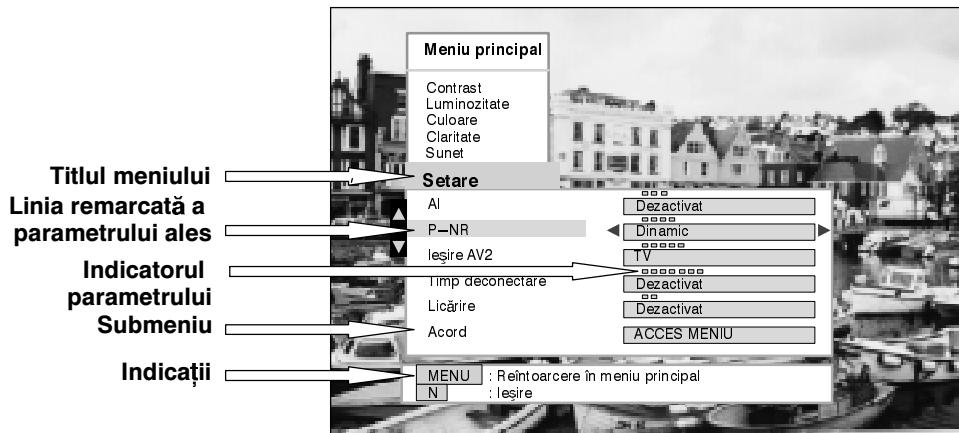 Meniu principal
Contrast
Luminozitate
Culoare
Claritate
Sunet
Titlul meniului
Setare
Linia remarcată a
parametrului ales
AI
Dezactivat
P–NR
Dinamic
Ieşire AV2
TV
Indicatorul
parametrului
Timp deconectare
Dezactivat
Licărire
Dezactivat
Submeniu
Acord
ACCES MENIU
Indicaţii
MENU : Reîntoarcere în meniu principal
N : Ieşire